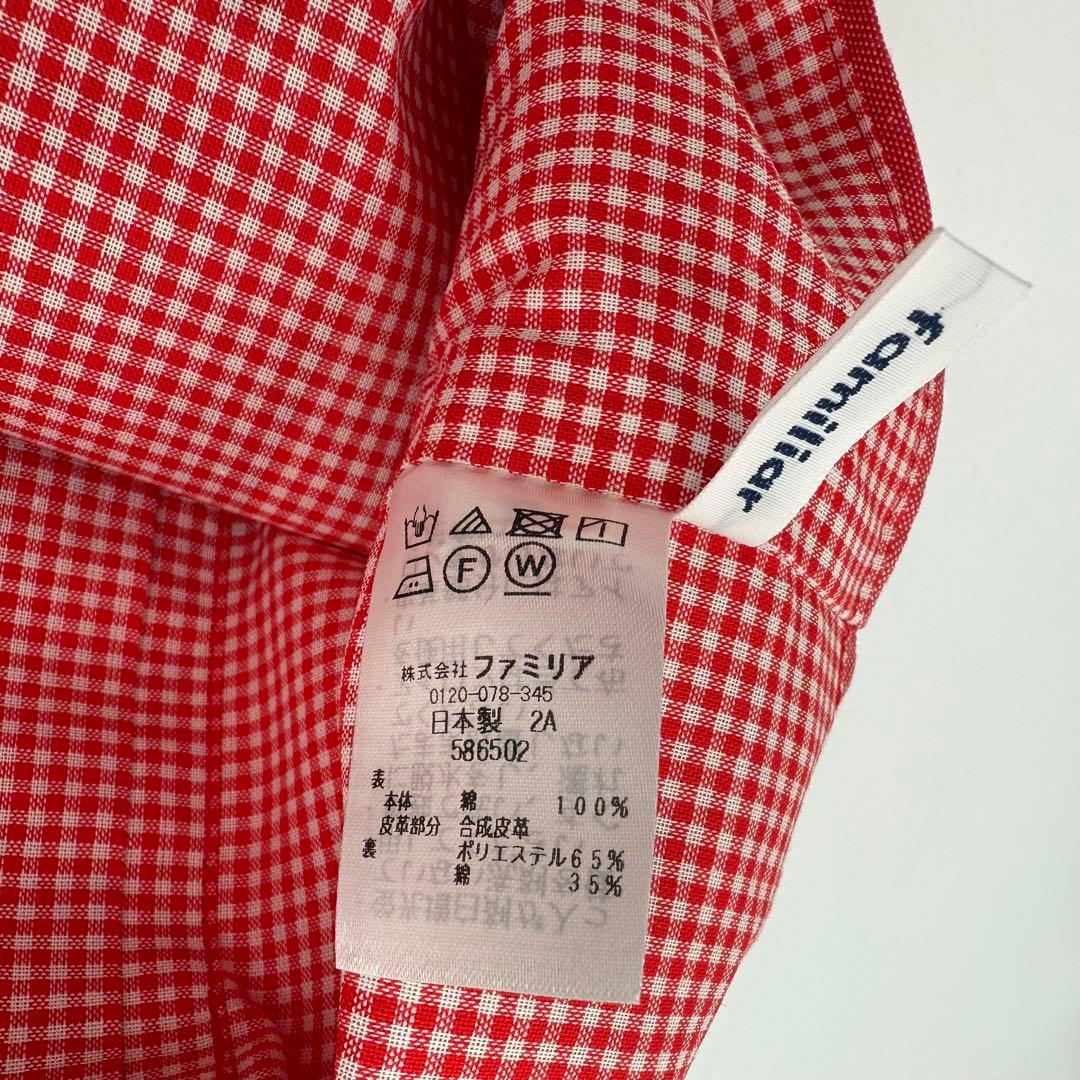 familiar
F W
株式会社 ファミリア
0120-078-345
日本製 2A
586502
表
本体 綿 100%
皮革部分 合成皮革
裏 ポリエステル65%
綿 35%